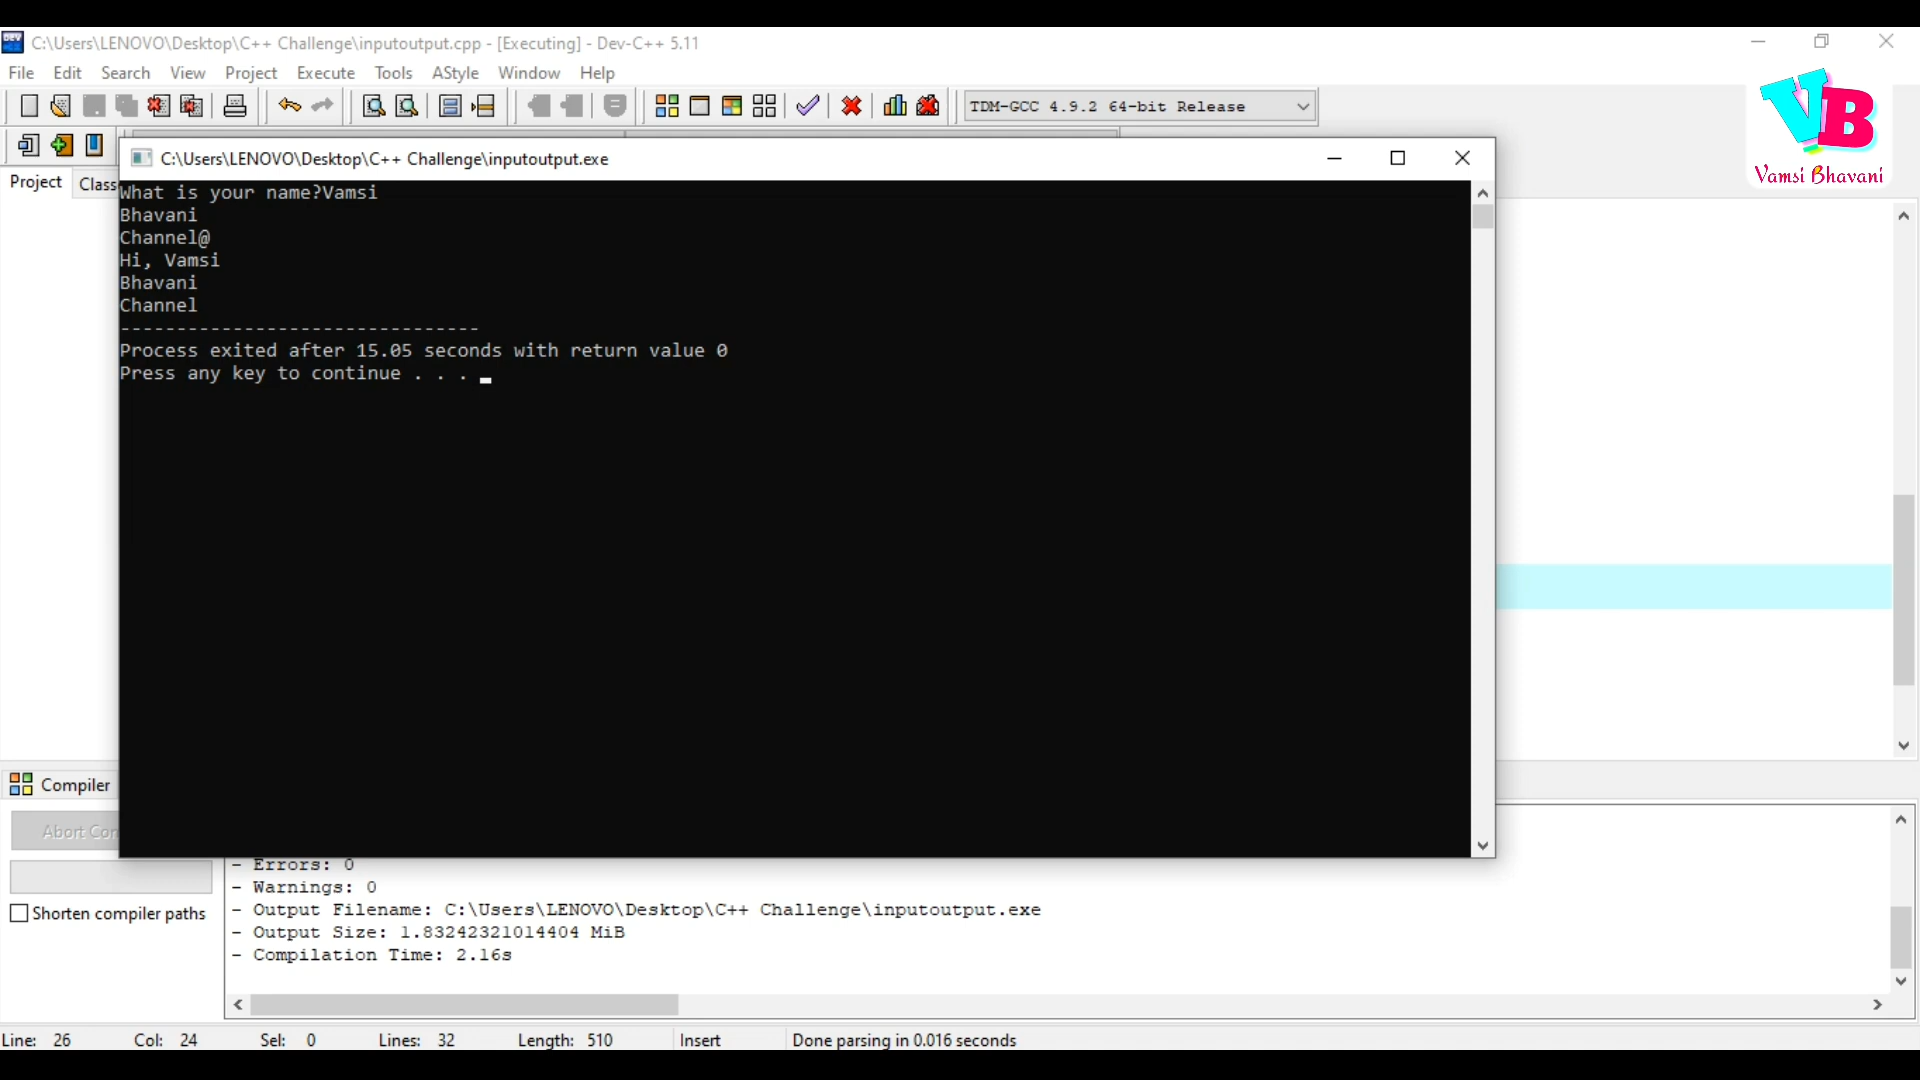 C:\Users\LENOVO\Desktop\C++ Challenge\inputoutput.cpp - [Executing] - Dev-C++ 5.11
File Edit Search View Project Execute Tools AStyle Window Help
TDM-GCC 4.9.2 64-bit Release
VB
Vamsi Bhavani
C:\Users\LENOVO\Desktop\C++ Challenge\inputoutput.exe
Project Class
What is your name?Vamsi
Bhavani
Channel@
Hi, Vamsi
Bhavani
Channel
--------------------------------
Process exited after 15.05 seconds with return value 0
Press any key to continue . . .
Compiler
Abort Con
- Errors: 0
- Warnings: 0
Shorten compiler paths
- Output Filename: C:\Users\LENOVO\Desktop\C++ Challenge\inputoutput.exe
- Output Size: 1.83242321014404 MiB
- Compilation Time: 2.16s
Line: 26 Col: 24 Sel: 0 Lines: 32 Length: 510 Insert Done parsing in 0.016 seconds